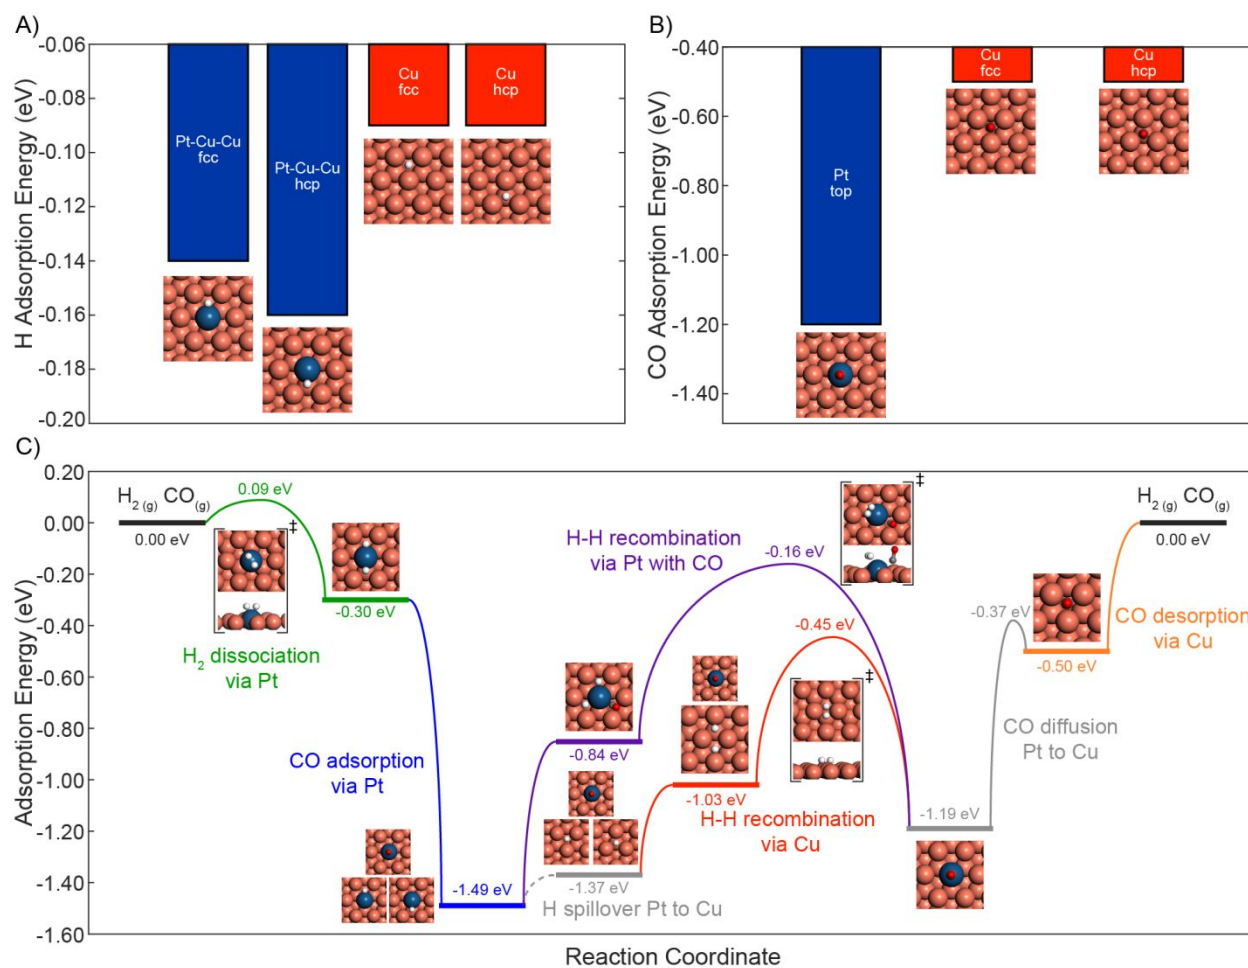 A)
H Adsorption Energy (eV)
-0.06
-0.08
-0.10
-0.12
-0.14
-0.16
-0.18
-0.20
Pt-Cu-Cu
fcc
Pt-Cu-Cu
hcp
Cu
fcc
Cu
hcp
B)
CO Adsorption Energy (eV)
-0.40
-0.60
-0.80
-1.00
-1.20
-1.40
Pt
top
Cu
fcc
Cu
hcp
C)
Adsorption Energy (eV)
0.20
0.00
-0.20
-0.40
-0.60
-0.80
-1.00
-1.20
-1.40
-1.60
H2 (g) CO(g)
0.00 eV
0.09 eV
‡
-0.30 eV
H2 dissociation
via Pt
CO adsorption
via Pt
-1.49 eV
H-H recombination
via Pt with CO
-0.84 eV
-0.16 eV
‡
-1.37 eV
H spillover Pt to Cu
-1.03 eV
-0.45 eV
‡
H-H recombination
via Cu
-1.19 eV
-0.37 eV
CO diffusion
Pt to Cu
-0.50 eV
CO desorption
via Cu
H2 (g) CO(g)
0.00 eV
Reaction Coordinate